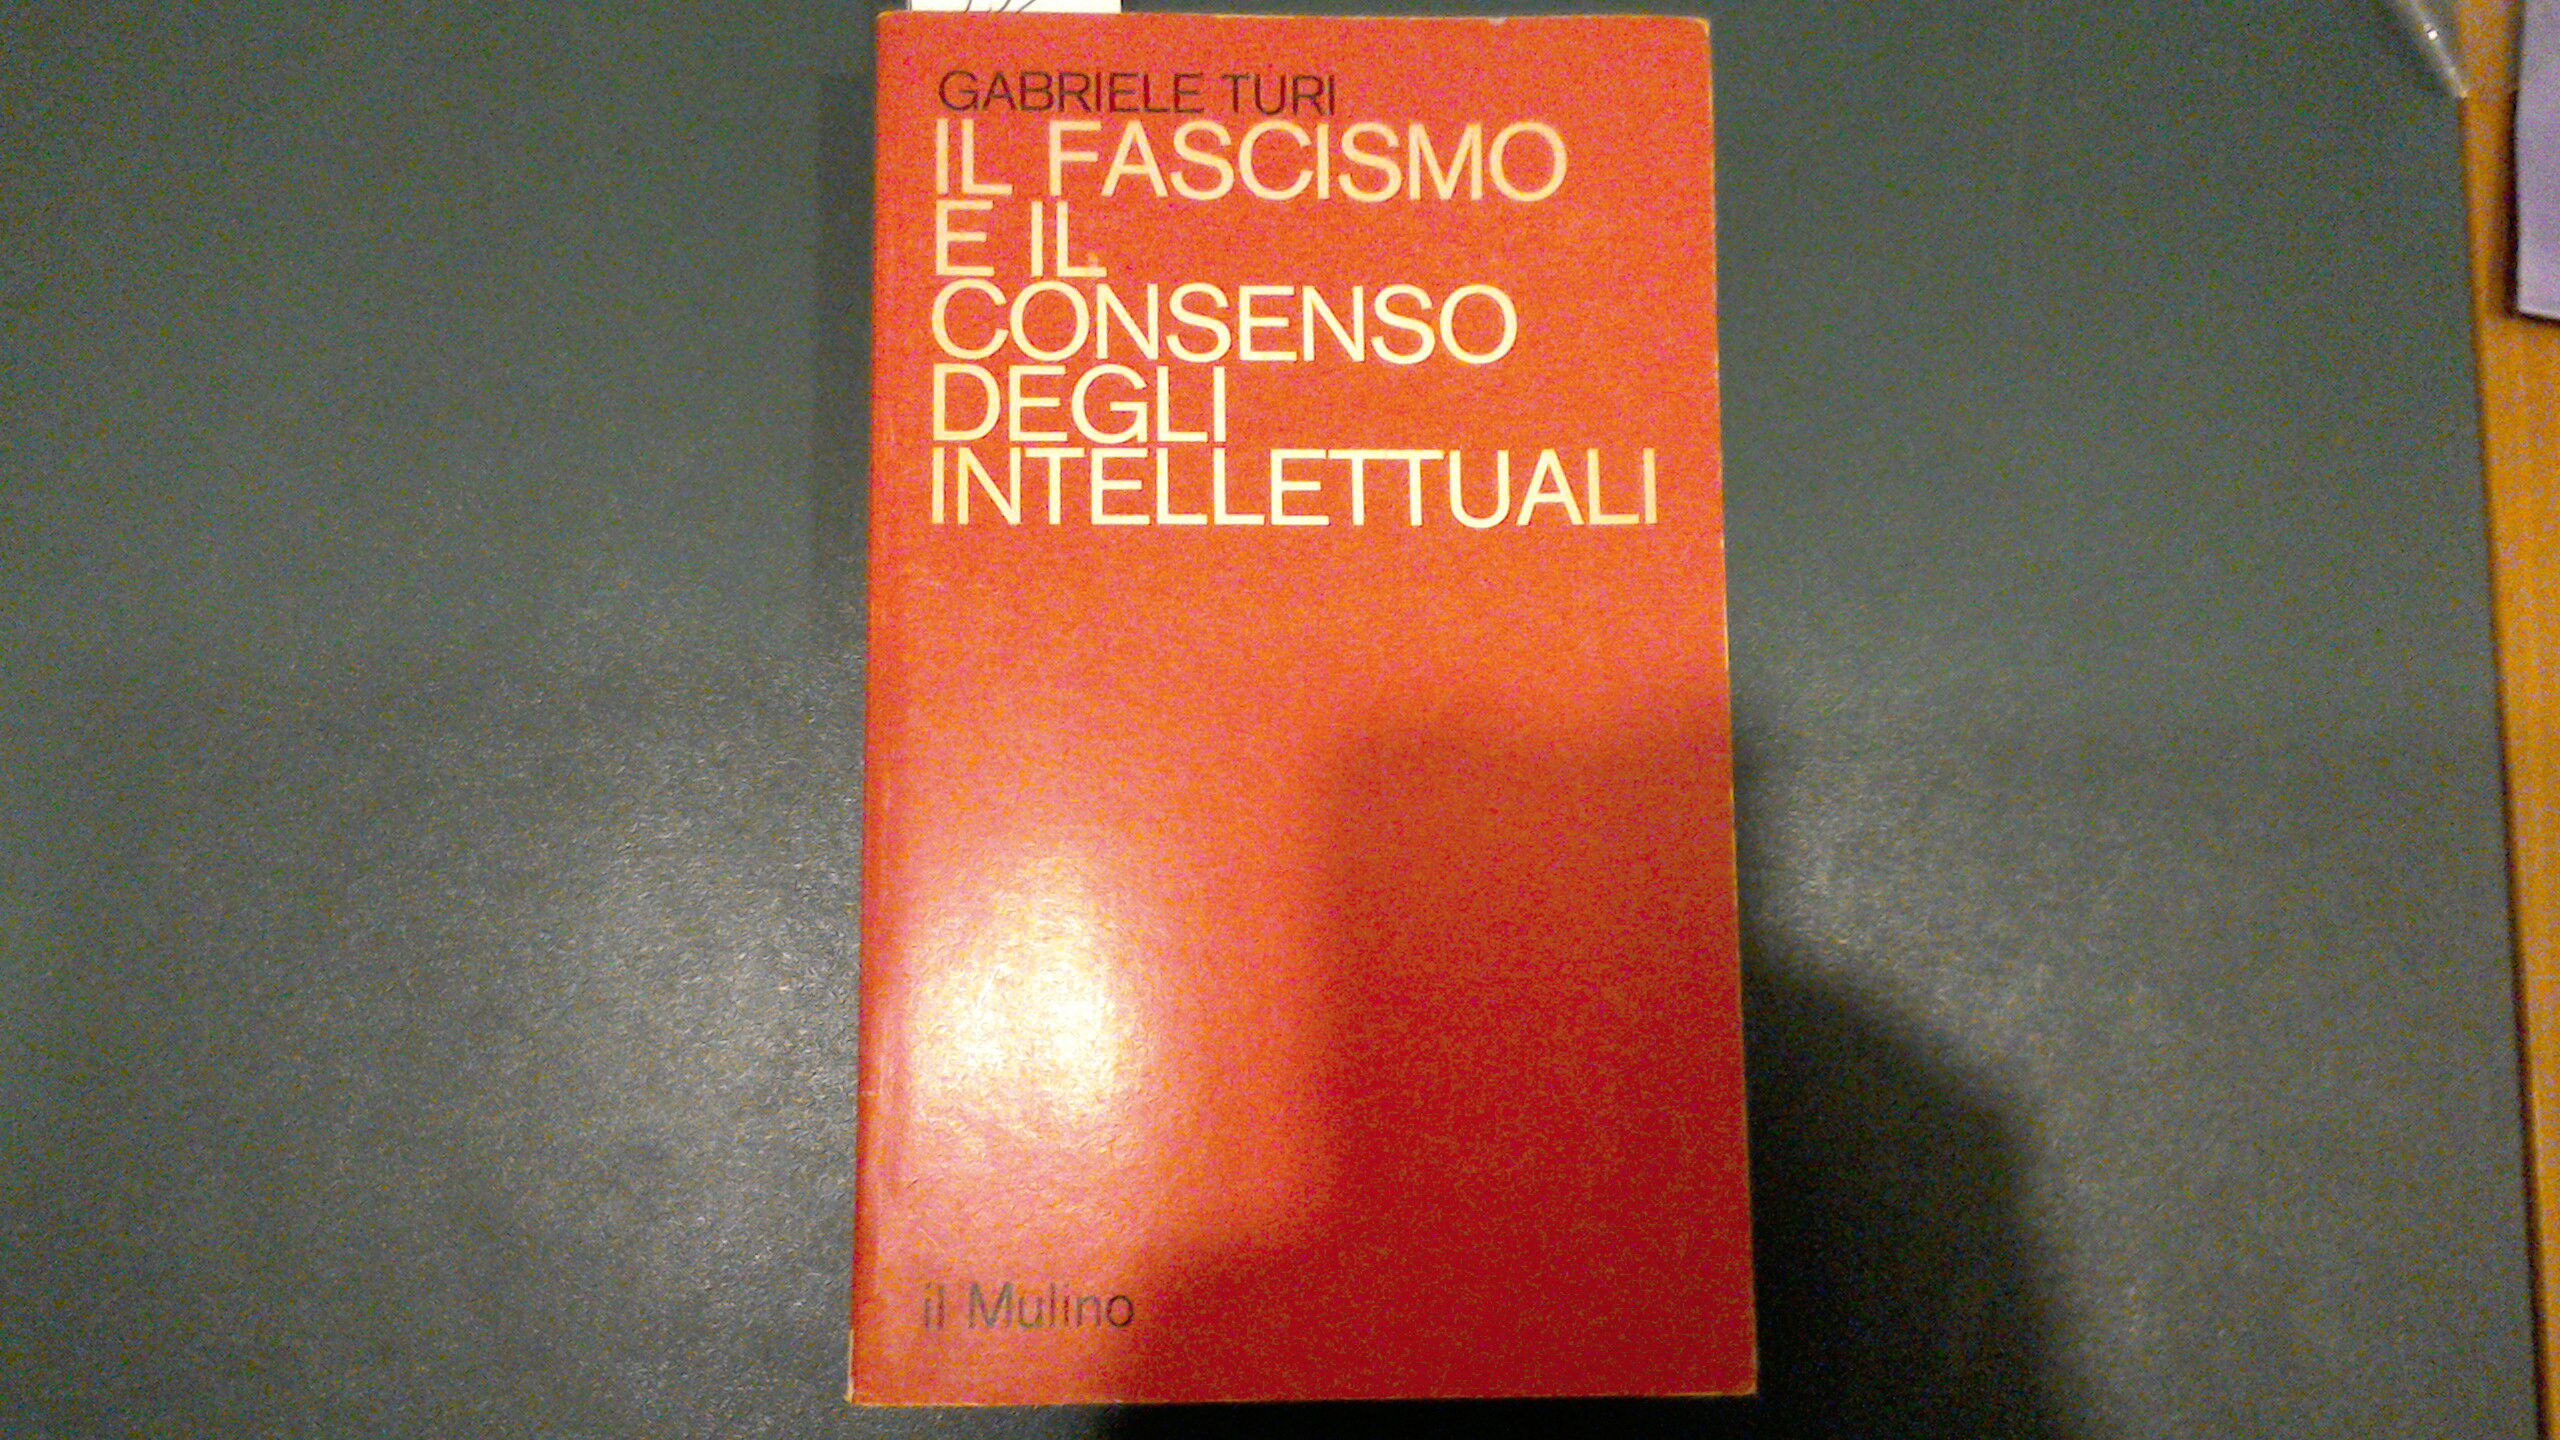 GABRIELE TURI
IL FASCISMO
E IL
CONSENSO
DEGLI
INTELLETTUALI
il Mulino